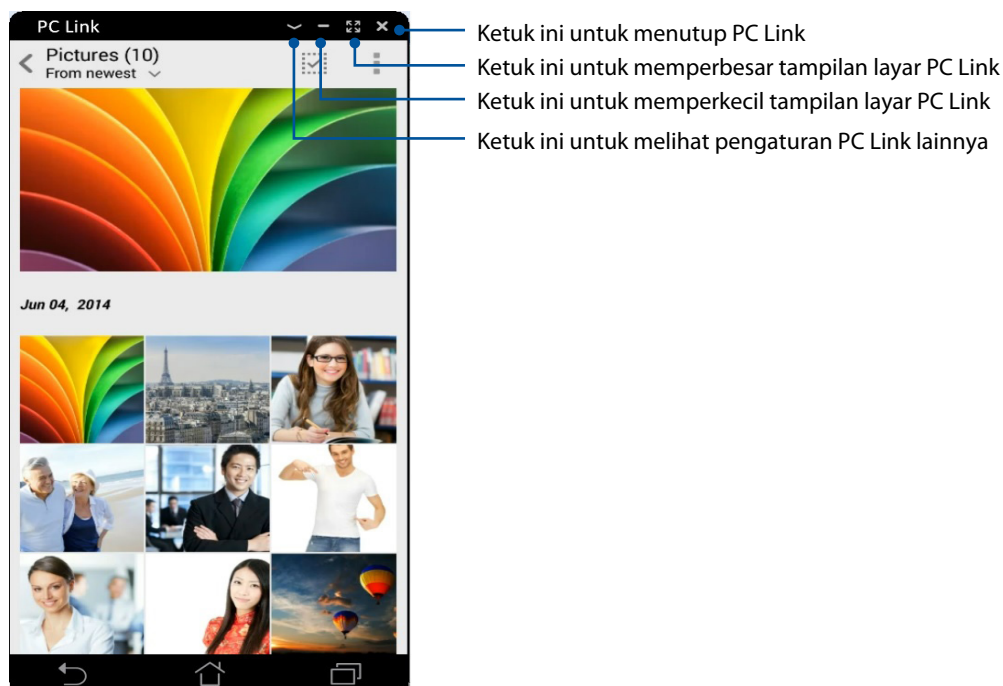 PC Link
Pictures (10)
From newest
Jun 04, 2014
Ketuk ini untuk menutup PC Link
Ketuk ini untuk memperbesar tampilan layar PC Link
Ketuk ini untuk memperkecil tampilan layar PC Link
Ketuk ini untuk melihat pengaturan PC Link lainnya